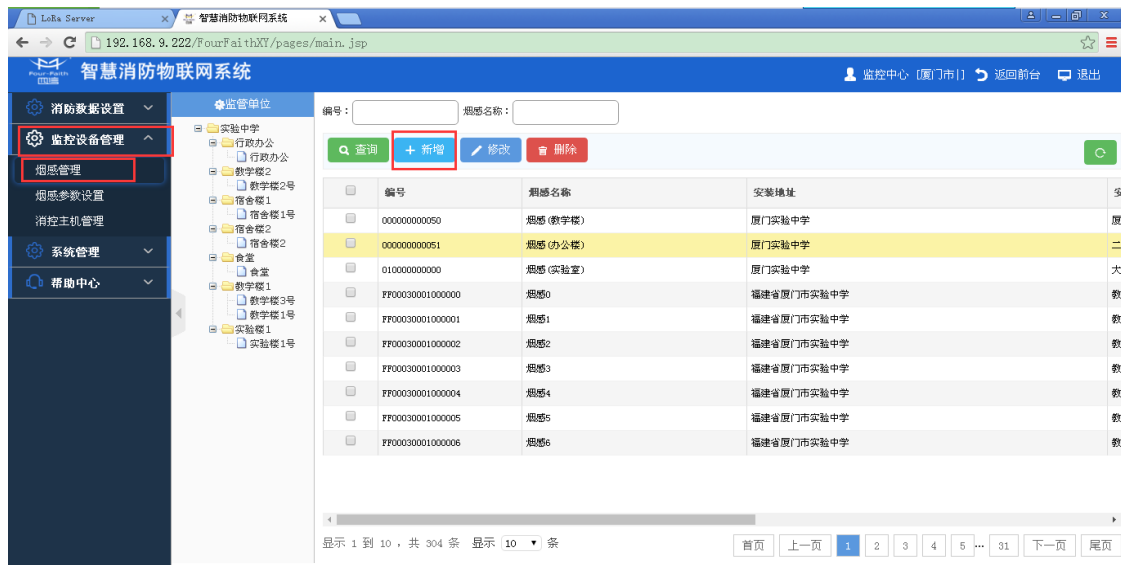 LoRa Server
智慧消防物联网系统
192.168.9.222/FourFaithXY/pages/main.jsp
Four-Faith
四信
智慧消防物联网系统
监控中心 [厦门市|] 返回前台 退出
消防数据设置
监控设备管理
烟感管理
烟感参数设置
消控主机管理
系统管理
帮助中心
监管单位
实验中学
行政办公
行政办公
教学楼2
教学楼2号
宿舍楼1
宿舍楼1号
宿舍楼2
宿舍楼2
食堂
食堂
教学楼1
教学楼3号
教学楼1号
实验楼1
实验楼1号
编号: 烟感名称:
查询 新增 修改 删除
编号 烟感名称 安装地址
000000000050 烟感(教学楼) 厦门实验中学
000000000051 烟感(办公楼) 厦门实验中学 二
010000000000 烟感(实验室) 厦门实验中学 大
FF00030001000000 烟感0 福建省厦门市实验中学
FF00030001000001 烟感1 福建省厦门市实验中学
FF00030001000002 烟感2 福建省厦门市实验中学
FF00030001000003 烟感3 福建省厦门市实验中学
FF00030001000004 烟感4 福建省厦门市实验中学
FF00030001000005 烟感5 福建省厦门市实验中学
FF00030001000006 烟感6 福建省厦门市实验中学
显示 1 到 10 , 共 304 条 显示 10 条
首页 上一页 1 2 3 4 5 … 31 下一页 尾页